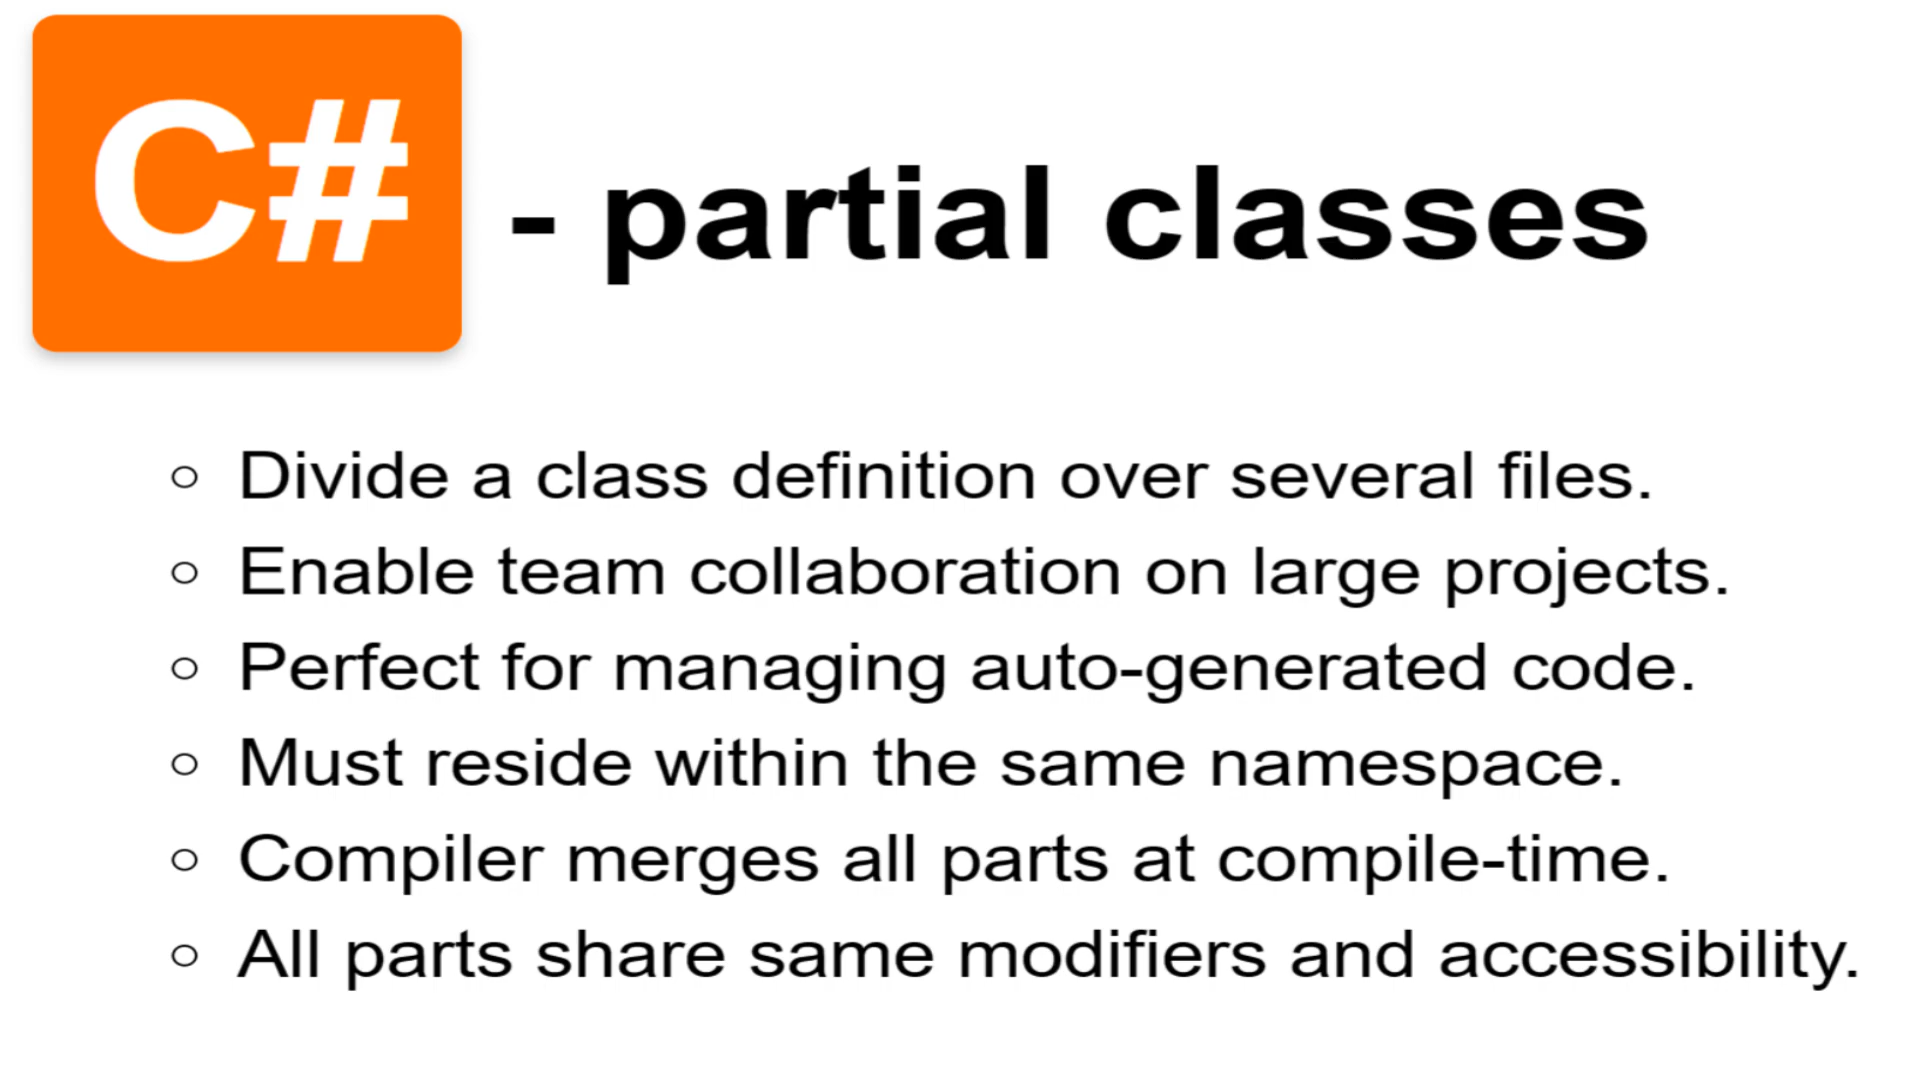 C# - partial classes
Divide a class definition over several files.
Enable team collaboration on large projects.
Perfect for managing auto-generated code.
Must reside within the same namespace.
Compiler merges all parts at compile-time.
All parts share same modifiers and accessibility.